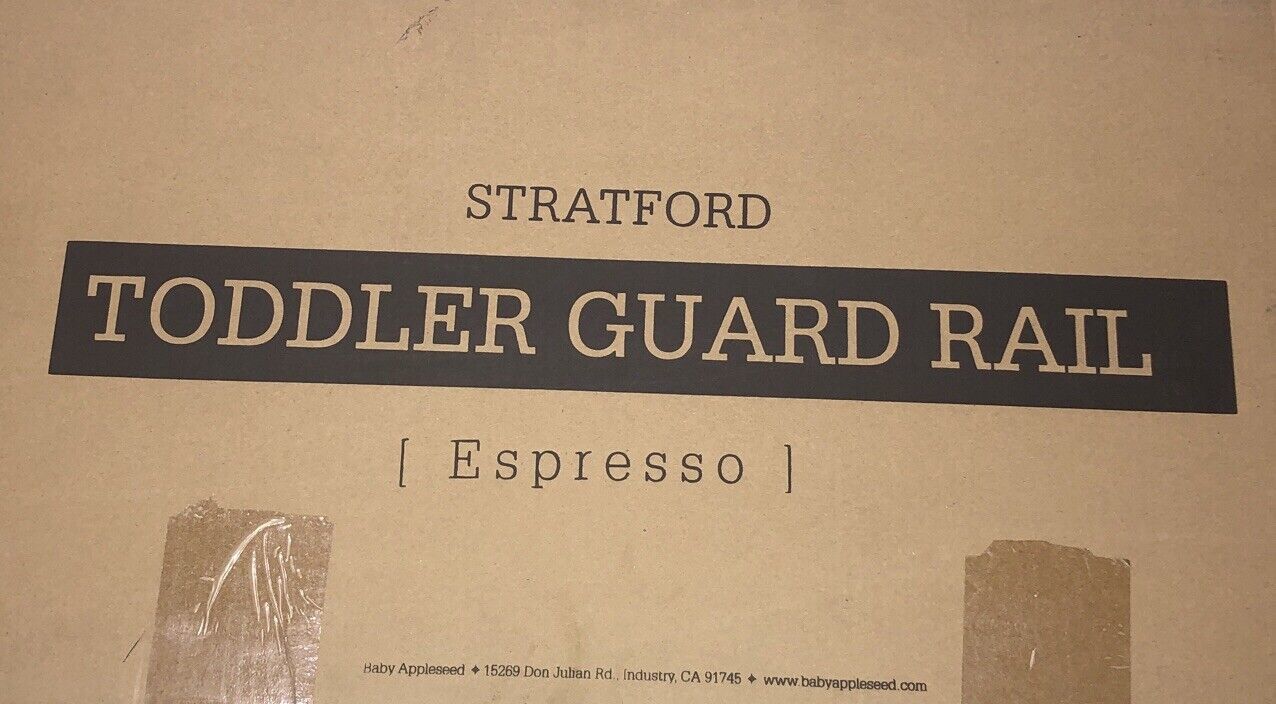 STRATFORD
TODDLER GUARD RAIL
[ Espresso ]
Baby Appleseed ✦ 15269 Don Julian Rd., Industry, CA 91745 ✦ www.babyappleseed.com